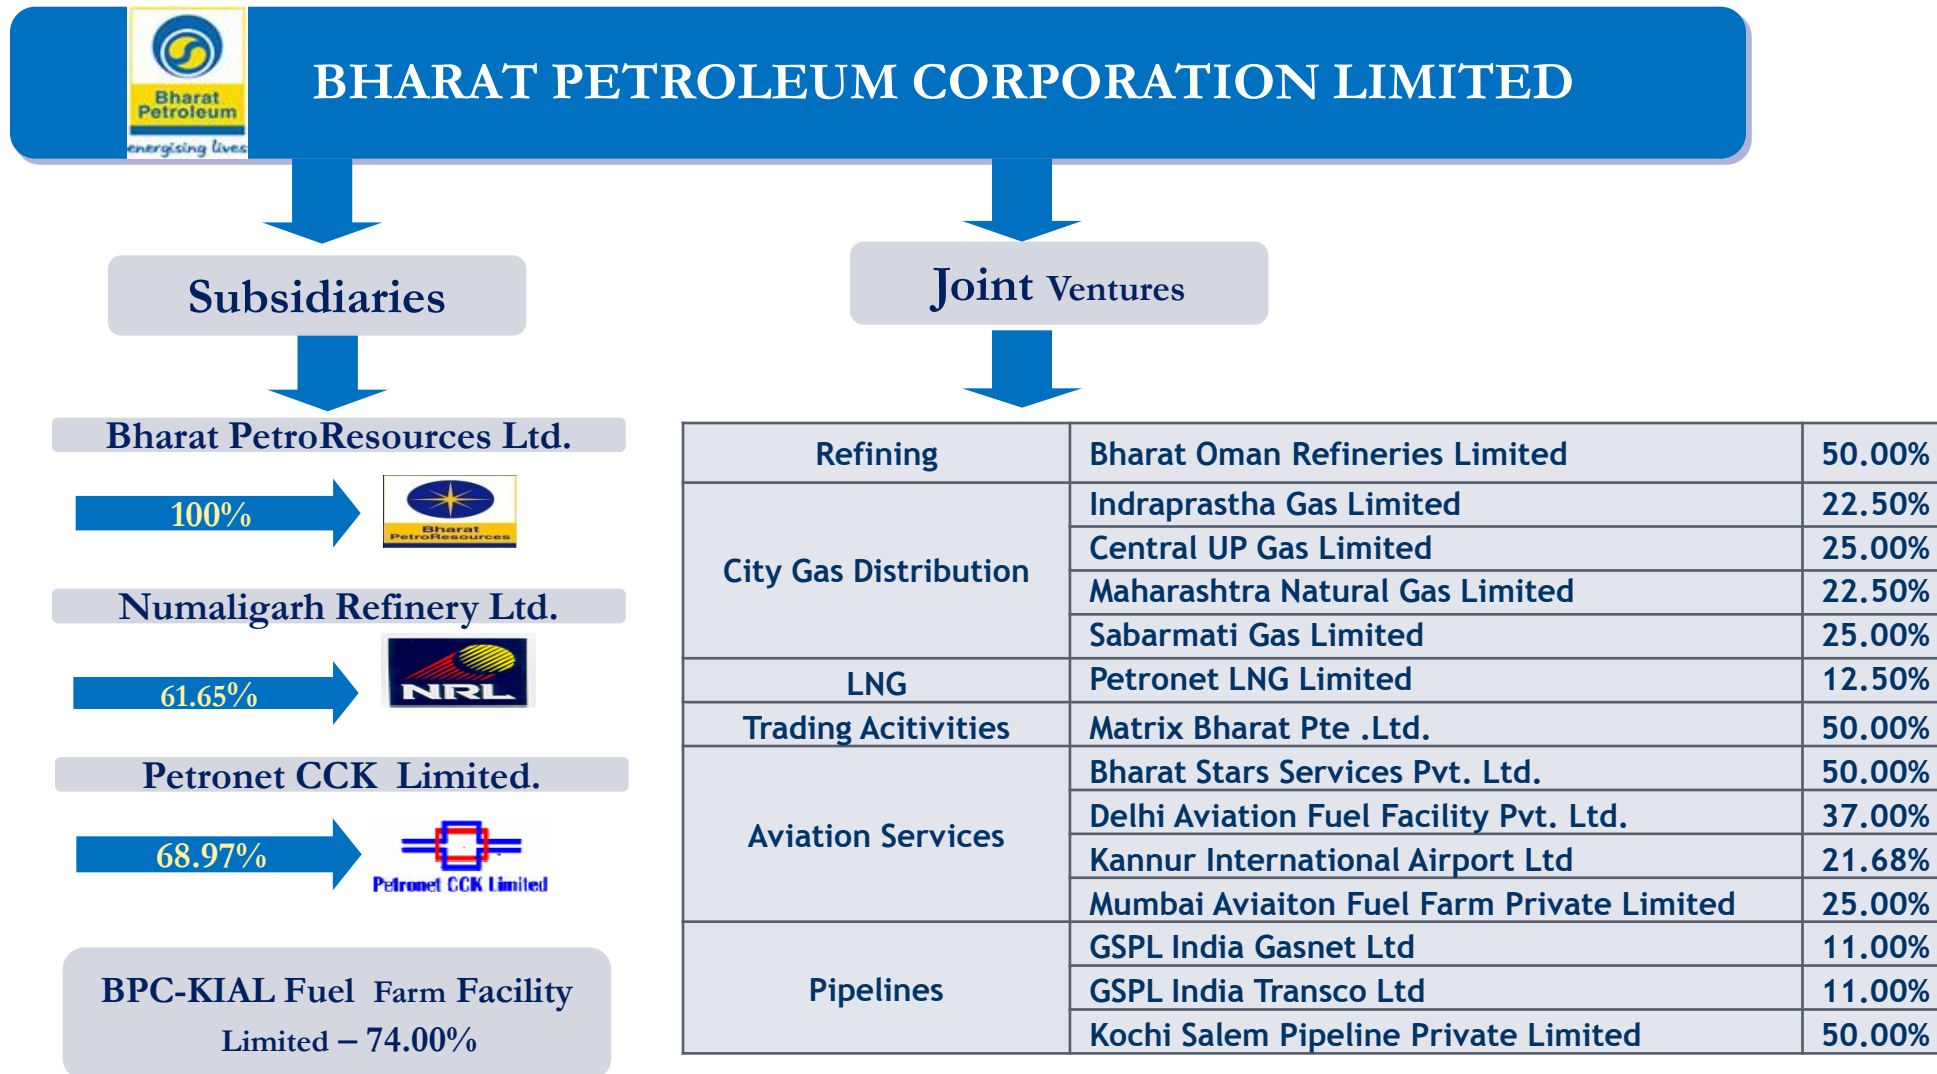 Bharat
Petroleum
energising lives
BHARAT PETROLEUM CORPORATION LIMITED
Subsidiaries
Bharat PetroResources Ltd.
100%
Bharat
PetroResources
Numaligarh Refinery Ltd.
61.65%
NRL
Petronet CCK Limited.
68.97%
Petronet CCK Limited
BPC-KIAL Fuel Farm Facility
Limited – 74.00%
Joint Ventures
Refining
Bharat Oman Refineries Limited 50.00%
City Gas Distribution
Indraprastha Gas Limited 22.50%
Central UP Gas Limited 25.00%
Maharashtra Natural Gas Limited 22.50%
Sabarmati Gas Limited 25.00%
LNG
Petronet LNG Limited 12.50%
Trading Acitivities
Matrix Bharat Pte .Ltd. 50.00%
Aviation Services
Bharat Stars Services Pvt. Ltd. 50.00%
Delhi Aviation Fuel Facility Pvt. Ltd. 37.00%
Kannur International Airport Ltd 21.68%
Mumbai Aviaiton Fuel Farm Private Limited 25.00%
Pipelines
GSPL India Gasnet Ltd 11.00%
GSPL India Transco Ltd 11.00%
Kochi Salem Pipeline Private Limited 50.00%